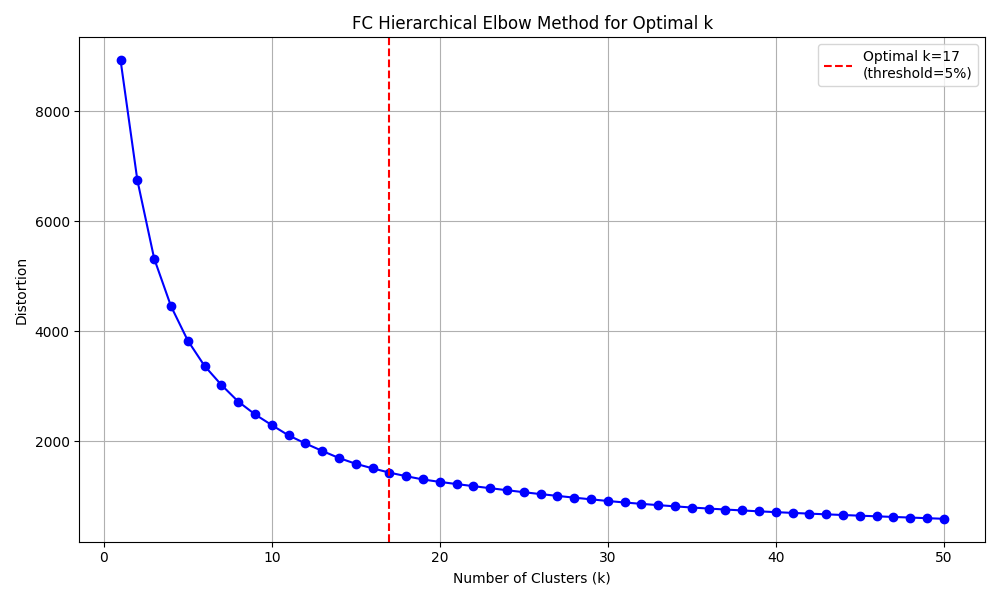 FC Hierarchical Elbow Method for Optimal k
Optimal k=17
(threshold=5%)
8000
6000
4000
2000
Distortion
0
10
20
30
40
50
Number of Clusters (k)